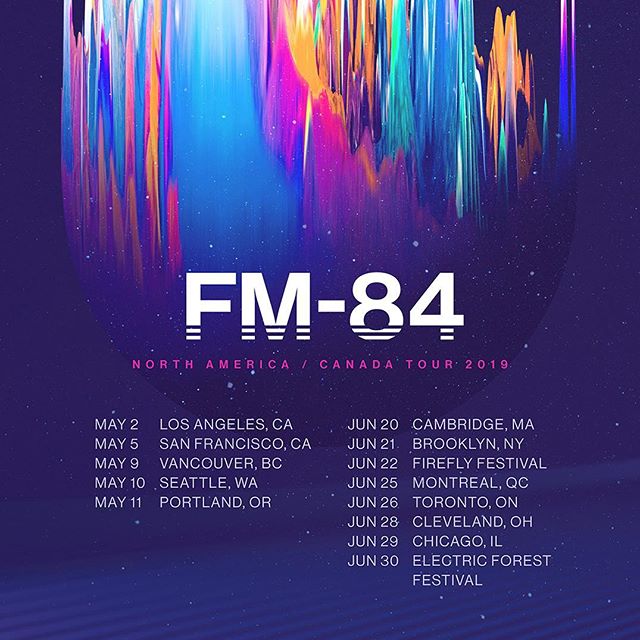 FM-84
NORTH AMERICA / CANADA TOUR 2019
MAY 2 LOS ANGELES, CA
MAY 5 SAN FRANCISCO, CA
MAY 9 VANCOUVER, BC
MAY 10 SEATTLE, WA
MAY 11 PORTLAND, OR
JUN 20 CAMBRIDGE, MA
JUN 21 BROOKLYN, NY
JUN 22 FIREFLY FESTIVAL
JUN 25 MONTREAL, QC
JUN 26 TORONTO, ON
JUN 28 CLEVELAND, OH
JUN 29 CHICAGO, IL
JUN 30 ELECTRIC FOREST
FESTIVAL